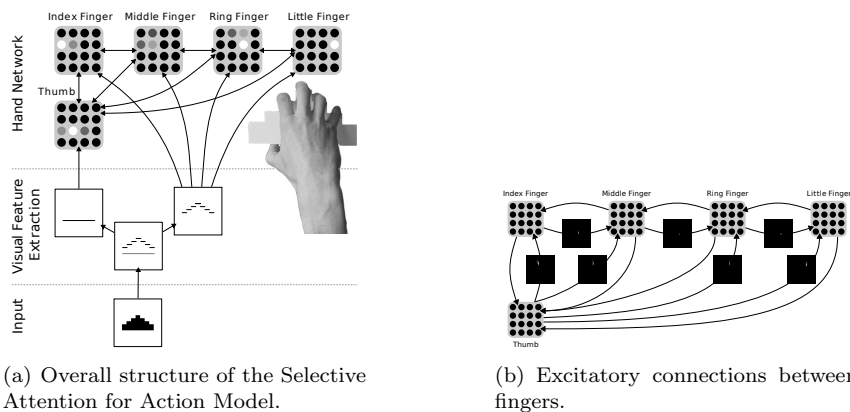 Index Finger Middle Finger Ring Finger Little Finger
Hand Network
Thumb
Visual Feature
Extraction
Input
(a) Overall structure of the Selective
Attention for Action Model.
Index Finger Middle Finger Ring Finger Little Finger
Thumb
(b) Excitatory connections between
fingers.